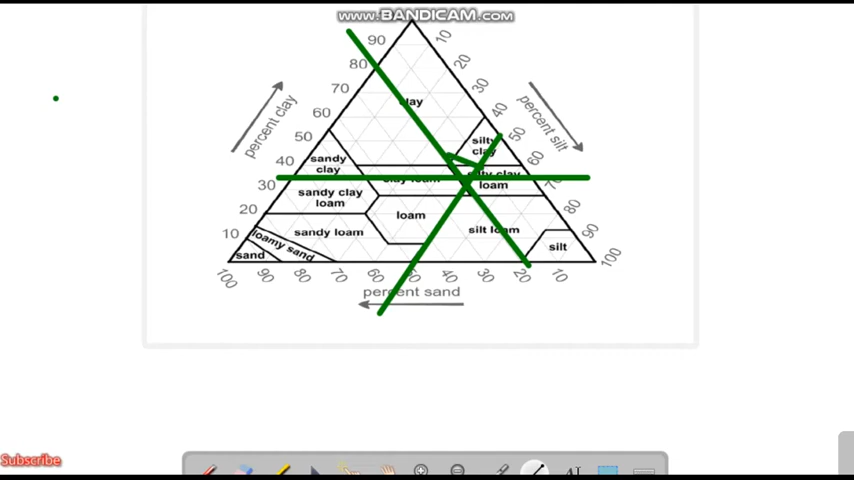 www.BANDICAM.com
90
80
70
60
50
40
30
20
10
percent clay
10
20
30
40
50
60
70
80
90
100
percent silt
clay
silty
clay
sandy
clay
clay loam
silty clay
loam
sandy clay
loam
loam
sandy loam
silt loam
silt
loamy sand
sand
100
90
80
70
60
50
40
30
20
10
percent sand
Subscribe
AI